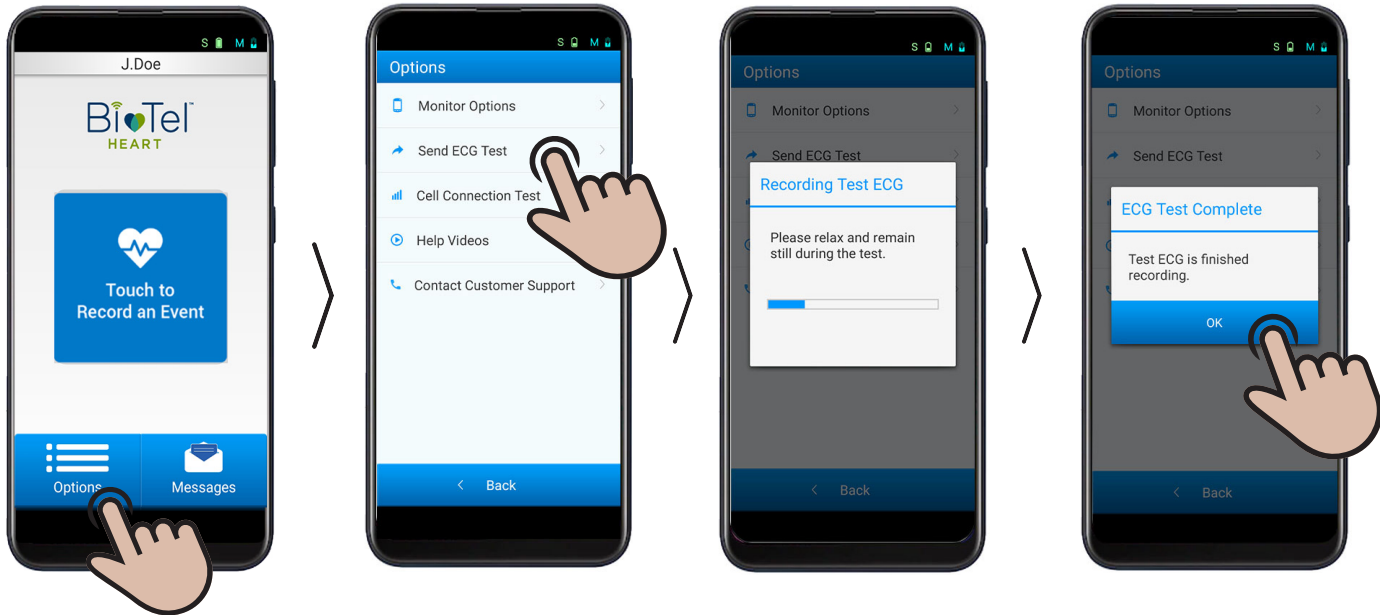 S M
J.Doe
BioTel™
HEART
Touch to
Record an Event
Options
Messages
S M
Options
Monitor Options
Send ECG Test
Cell Connection Test
Help Videos
Contact Customer Support
Back
S M
Options
Monitor Options
Send ECG Test
Recording Test ECG
Please relax and remain
still during the test.
Back
S M
Options
Monitor Options
Send ECG Test
ECG Test Complete
Test ECG is finished
recording.
OK
Back